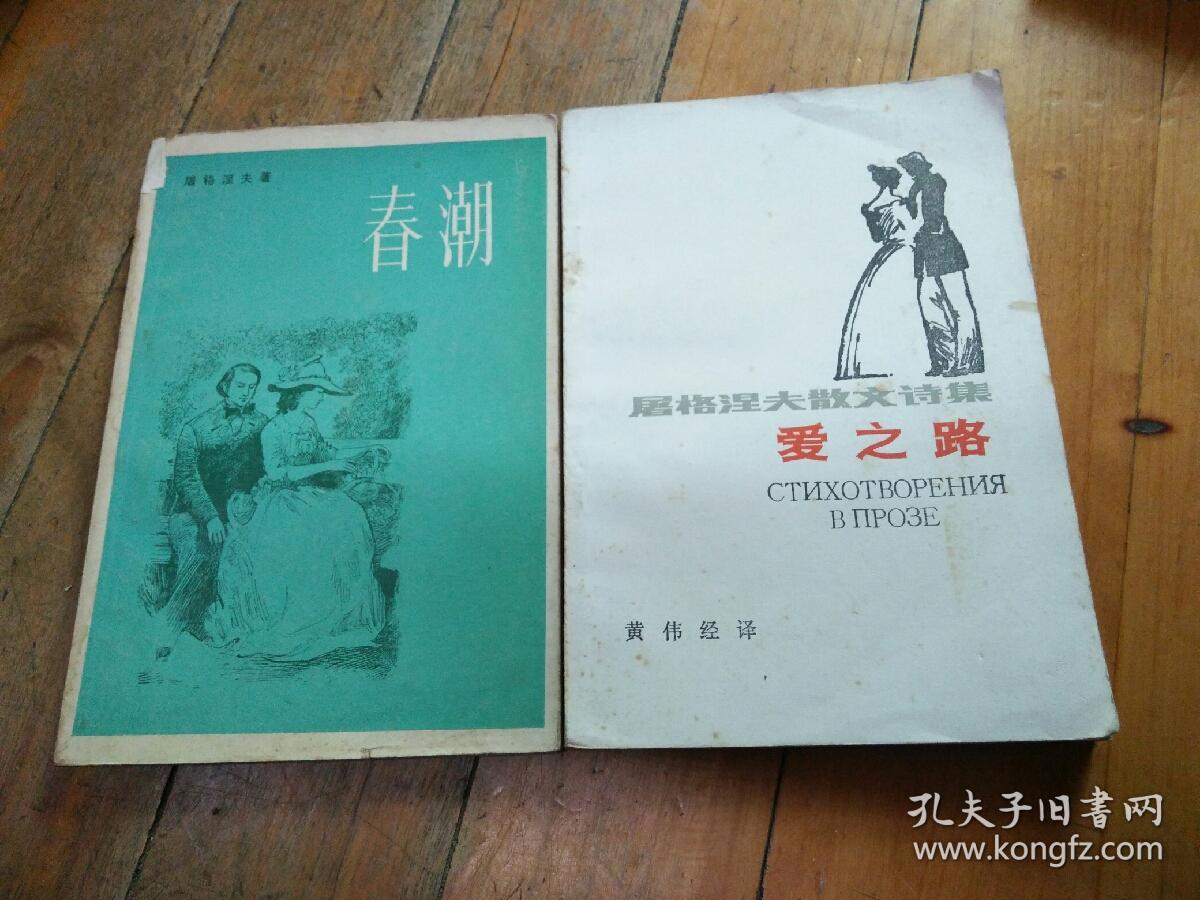 屠格涅夫著
春潮
屠格涅夫散文诗集
爱之路
СТИХОТВОРЕНИЯ
В ПРОЗЕ
黄伟经译
孔夫子旧書网
www.kongfz.com